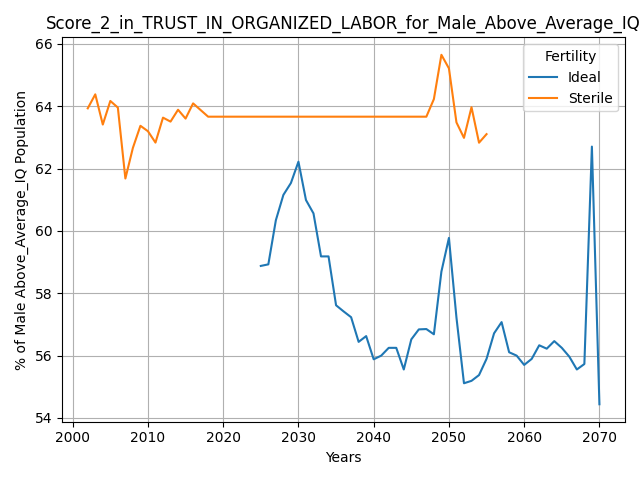 Score_2_in_TRUST_IN_ORGANIZED_LABOR_for_Male_Above_Average_IQ
66
64
62
60
58
56
54
% of Male Above_Average_IQ Population
Fertility
Ideal
Sterile
2000 2010 2020 2030 2040 2050 2060 2070
Years